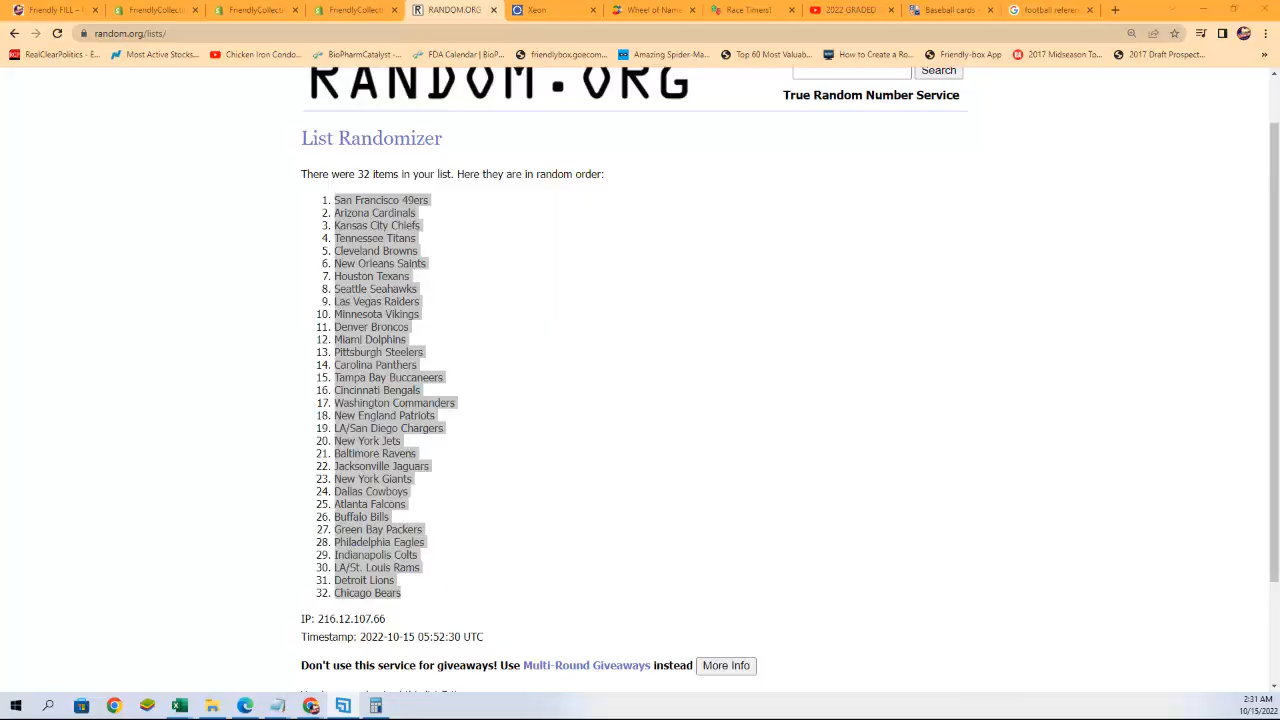 Friendly FILL –
FriendlyCollectib
FriendlyCollectib
FriendlyCollectib
RANDOM.ORG
Xeon
Wheel of Name
Race Timers!
2022 GRADED
Baseball cards -
football referenc
random.org/lists/
RealClearPolitics - E...
Most Active Stocks...
Chicken Iron Condo...
BioPharmCatalyst -...
FDA Calendar | BioP...
friendlybox.goecom...
Amazing Spider-Ma...
Top 60 Most Valuab...
How to Create a Ro...
Friendly-box App
2017 Midseason To...
2017 Draft Prospect...
»
RANDOM.ORG
Search
True Random Number Service
List Randomizer
There were 32 items in your list. Here they are in random order:
1. San Francisco 49ers
2. Arizona Cardinals
3. Kansas City Chiefs
4. Tennessee Titans
5. Cleveland Browns
6. New Orleans Saints
7. Houston Texans
8. Seattle Seahawks
9. Las Vegas Raiders
10. Minnesota Vikings
11. Denver Broncos
12. Miami Dolphins
13. Pittsburgh Steelers
14. Carolina Panthers
15. Tampa Bay Buccaneers
16. Cincinnati Bengals
17. Washington Commanders
18. New England Patriots
19. LA/San Diego Chargers
20. New York Jets
21. Baltimore Ravens
22. Jacksonville Jaguars
23. New York Giants
24. Dallas Cowboys
25. Atlanta Falcons
26. Buffalo Bills
27. Green Bay Packers
28. Philadelphia Eagles
29. Indianapolis Colts
30. LA/St. Louis Rams
31. Detroit Lions
32. Chicago Bears
IP: 216.12.107.66
Timestamp: 2022-10-15 05:52:30 UTC
Don't use this service for giveaways! Use Multi-Round Giveaways instead More Info
2:31 AM
10/15/2022